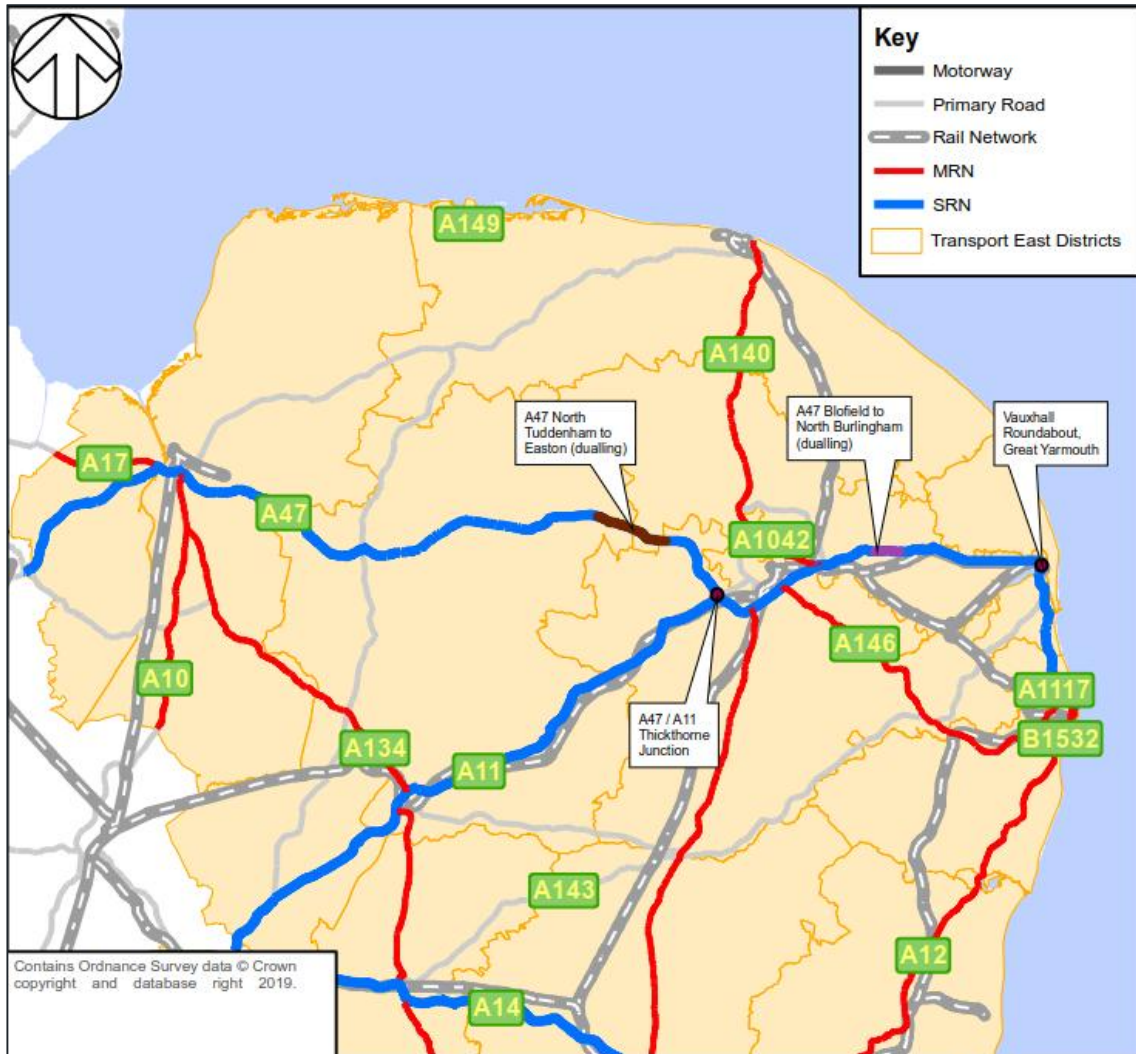 Key
Motorway
Primary Road
Rail Network
MRN
SRN
Transport East Districts
A149
A140
A47 North
Tuddenham to
Easton (dualling)
A47 Blofield to
North Burlingham
(dualling)
Vauxhall
Roundabout,
Great Yarmouth
A17
A47
A1042
A146
A10
A47 / A11
Thickthorne
Junction
A1117
B1532
A134
A11
A143
A12
A14
Contains Ordnance Survey data © Crown
copyright and database right 2019.